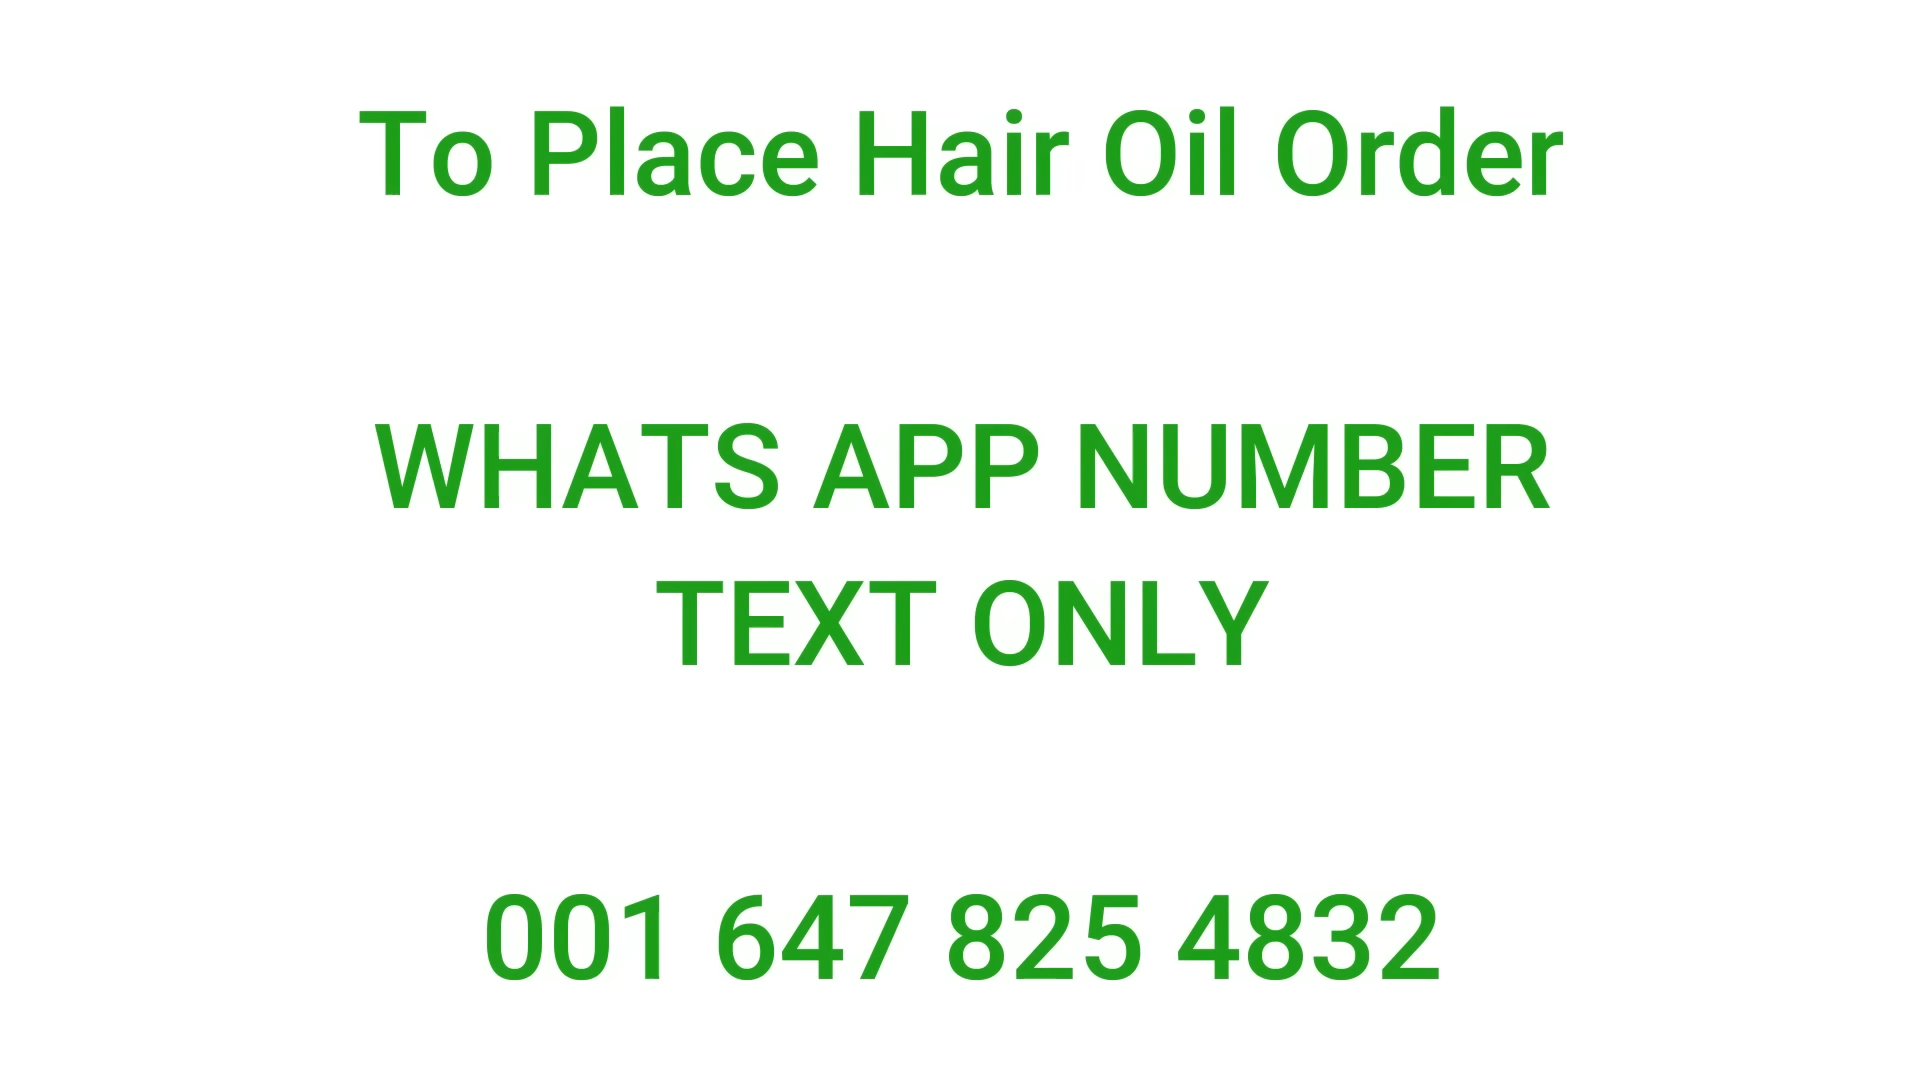 To Place Hair Oil Order
WHATS APP NUMBER
TEXT ONLY
001 647 825 4832